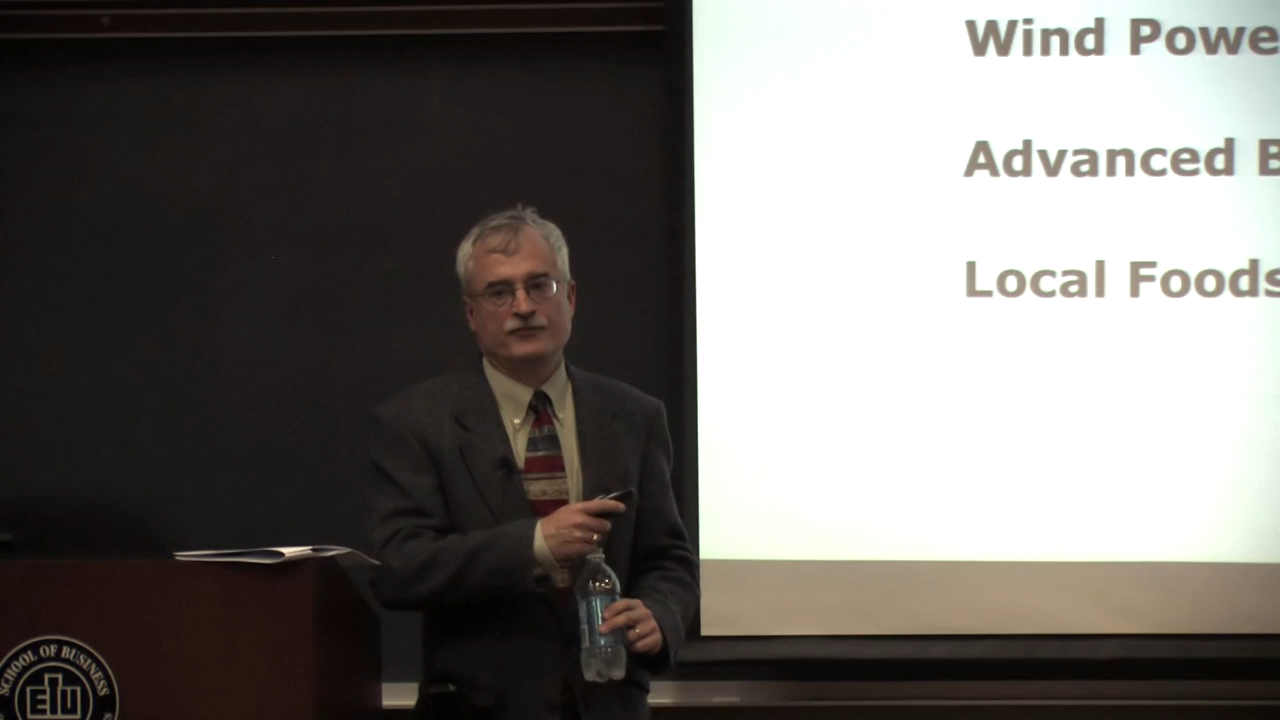 Wind Powe
Advanced B
Local Foods
SCHOOL OF BUSINESS
EIU